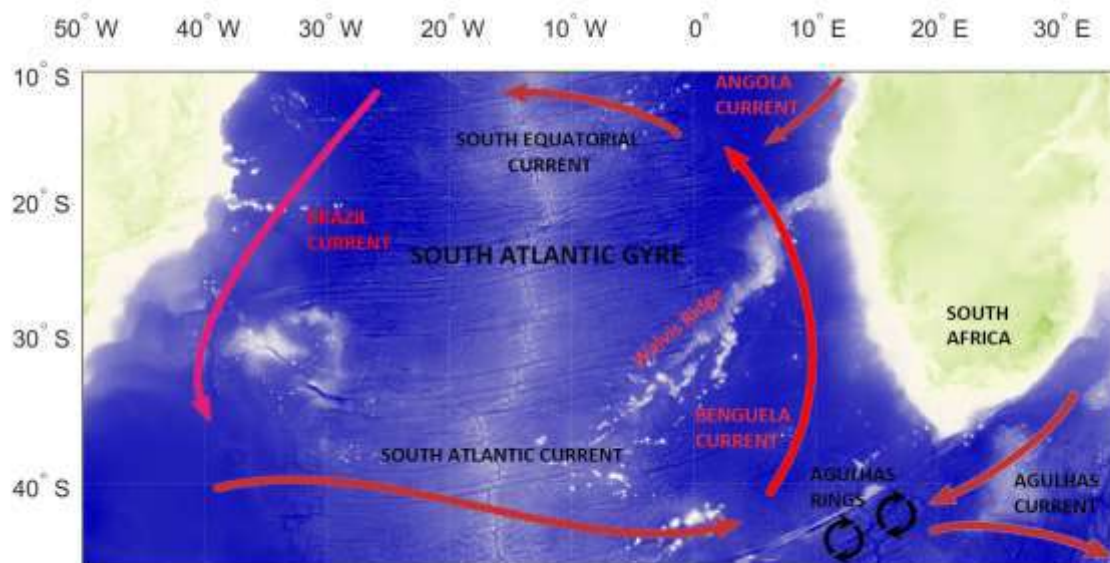 50° W 40° W 30° W 20° W 10° W 0° 10° E 20° E 30° E
10° S
ANGOLA
CURRENT
SOUTH EQUATORIAL
CURRENT
20° S
BRAZIL
CURRENT
SOUTH ATLANTIC GYRE
Walvis Ridge
30° S
SOUTH
AFRICA
BENGUELA
CURRENT
SOUTH ATLANTIC CURRENT
40° S
AGULHAS
RINGS
AGULHAS
CURRENT